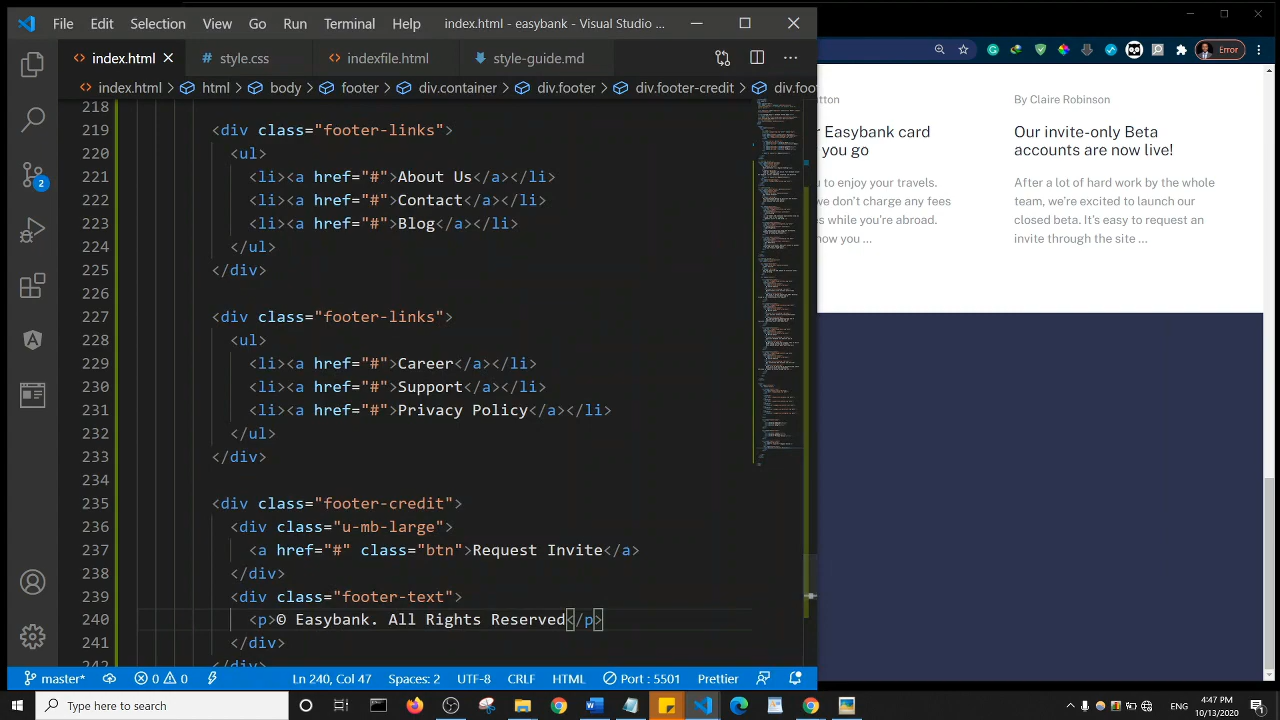 File Edit Selection View Go Run Terminal Help index.html - easybank - Visual Studio ...
index.html style.css indexfile.html style-guide.md
index.html html body footer div.container div.footer div.footer-credit div.foo
218
219 <div class="footer-links">
220 <ul>
221 <li><a href="#">About Us</a></li>
222 <li><a href="#">Contact</a></li>
223 <li><a href="#">Blog</a></li>
224 </ul>
225 </div>
226
227 <div class="footer-links">
228 <ul>
229 <li><a href="#">Career</a></li>
230 <li><a href="#">Support</a></li>
231 <li><a href="#">Privacy Policy</a></li>
232 </ul>
233 </div>
234
235 <div class="footer-credit">
236 <div class="u-mb-large">
237 <a href="#" class="btn">Request Invite</a>
238 </div>
239 <div class="footer-text">
240 <p>© Easybank. All Rights Reserved</p>
241 </div>
242 </div>
2
master* 0 0 Ln 240, Col 47 Spaces: 2 UTF-8 CRLF HTML Port : 5501 Prettier
Error
tton
r Easybank card
you go
u to enjoy your travels.
we don't charge any fees
s while you're abroad.
how you ...
By Claire Robinson
Our invite-only Beta
accounts are now live!
After a lot of hard work by the whole
team, we're excited to launch our
closed beta. It's easy to request an
invite through the site ...
Type here to search
ENG 4:47 PM
10/13/2020
1